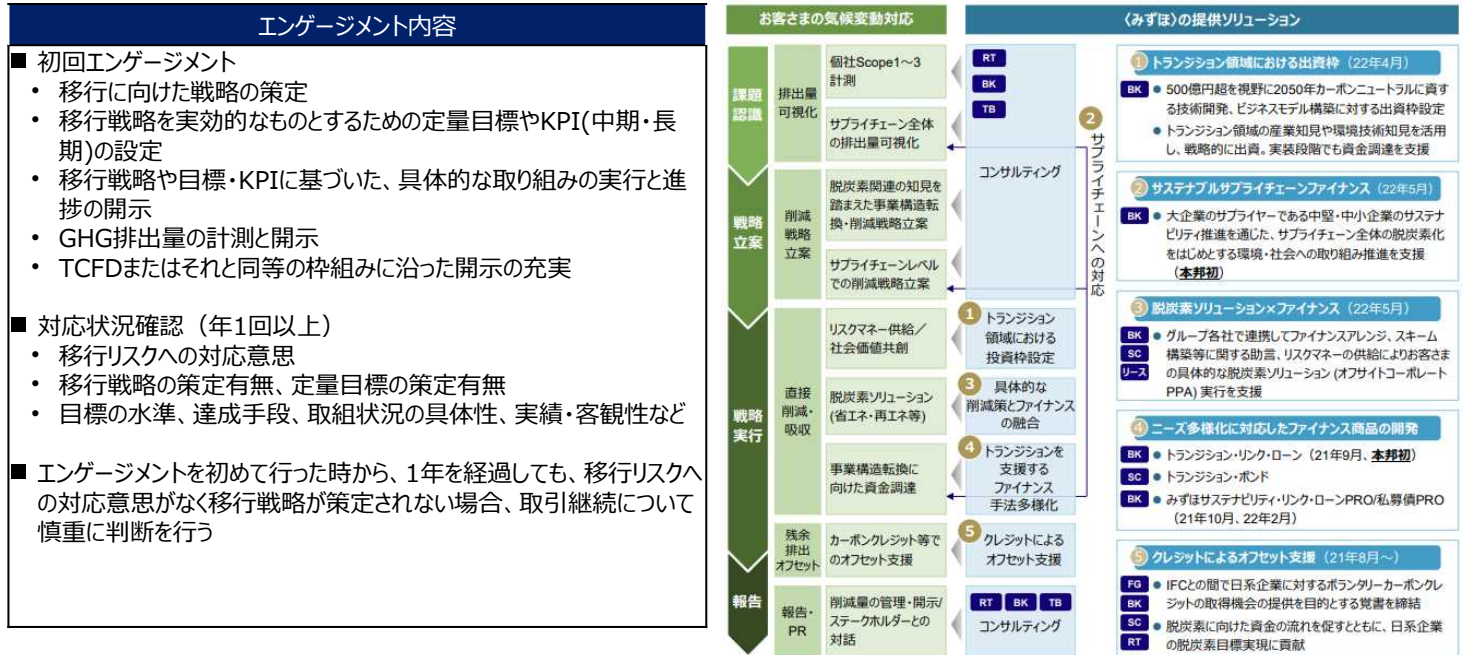 エンゲージメント内容
■ 初回エンゲージメント
• 移行に向けた戦略の策定
• 移行戦略を実効的なものとするための定量目標やKPI(中期・長
期)の設定
• 移行戦略や目標・KPIに基づいた、具体的な取り組みの実行と進
捗の開示
• GHG排出量の計測と開示
• TCFDまたはそれと同等の枠組みに沿った開示の充実
■ 対応状況確認（年1回以上）
• 移行リスクへの対応意思
• 移行戦略の策定有無、定量目標の策定有無
• 目標の水準、達成手段、取組状況の具体性、実績・客観性など
■ エンゲージメントを初めて行った時から、1年を経過しても、移行リスクへ
の対応意思がなく移行戦略が策定されない場合、取引継続について
慎重に判断を行う
お客さまの気候変動対応
課題
認識
排出量
可視化
個社Scope1～3
計測
サプライチェーン全体
の排出量可視化
戦略
立案
削減
戦略
立案
脱炭素関連の知見を
踏まえた事業構造転
換・削減戦略立案
サプライチェーンレベル
での削減戦略立案
戦略
実行
直接
削減・
吸収
リスクマネー供給／
社会価値共創
脱炭素ソリューション
(省エネ・再エネ等)
事業構造転換に
向けた資金調達
残余
排出
オフセット
カーボンクレジット等で
のオフセット支援
報告
報告・
PR
削減量の管理・開示/
ステークホルダーとの
対話
〈みずほ〉の提供ソリューション
RT
BK
TB
コンサルティング
2
サプライチェーンへの対応
1
トランジション
領域における
投資枠設定
3
具体的な
削減策とファイナンス
の融合
4
トランジションを
支援する
ファイナンス
手法多様化
5
クレジットによる
オフセット支援
RT BK TB
コンサルティング
① トランジション領域における出資枠（22年4月）
BK ● 500億円超を視野に2050年カーボンニュートラルに資す
る技術開発、ビジネスモデル構築に対する出資枠設定
● トランジション領域の産業知見や環境技術知見を活用
し、戦略的に出資。実装段階でも資金調達を支援
② サステナブルサプライチェーンファイナンス（22年5月）
BK ● 大企業のサプライヤーである中堅・中小企業のサステナ
ビリティ推進を通じた、サプライチェーン全体の脱炭素化
をはじめとする環境・社会への取り組み推進を支援
（本邦初）
③ 脱炭素ソリューション×ファイナンス（22年5月）
BK ● グループ各社で連携してファイナンスアレンジ、スキーム
SC 構築等に関する助言、リスクマネーの供給によりお客さま
リース の具体的な脱炭素ソリューション (オフサイトコーポレート
PPA) 実行を支援
④ ニーズ多様化に対応したファイナンス商品の開発
BK ● トランジション・リンク・ローン（21年9月、本邦初）
SC ● トランジション・ボンド
BK ● みずほサステナビリティ・リンク・ローンPRO/私募債PRO
（21年10月、22年2月）
⑤ クレジットによるオフセット支援（21年8月～）
FG ● IFCとの間で日系企業に対するボランタリーカーボンクレ
BK ジットの取得機会の提供を目的とする覚書を締結
SC ● 脱炭素に向けた資金の流れを促すとともに、日系企業
RT の脱炭素目標実現に貢献